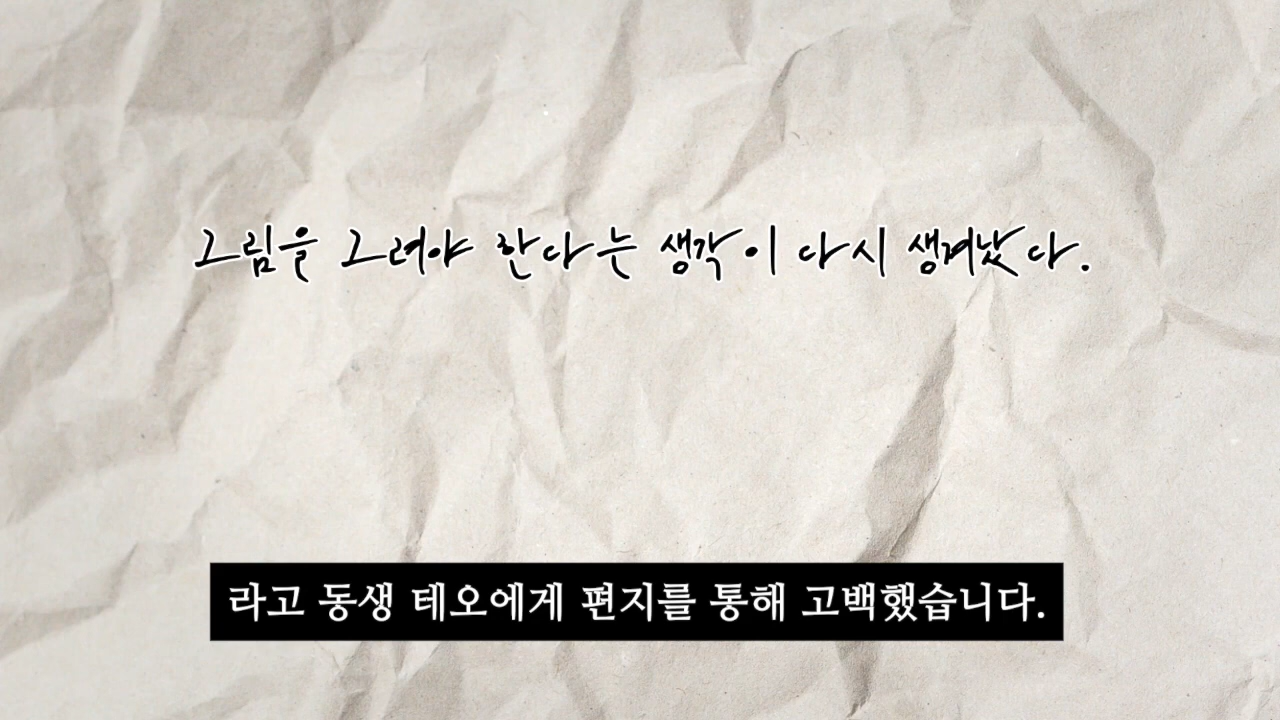 그림을 그려야 한다는 생각이 다시 생겨났다.
라고 동생 테오에게 편지를 통해 고백했습니다.